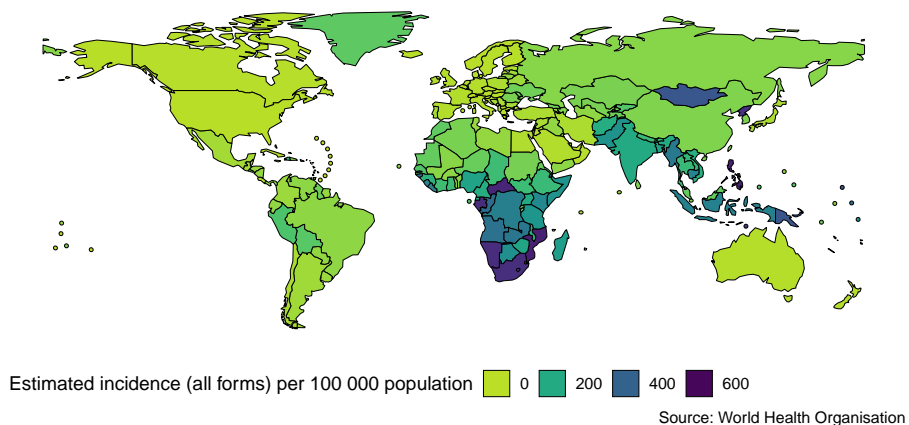 Estimated incidence (all forms) per 100 000 population 0 200 400 600
Source: World Health Organisation